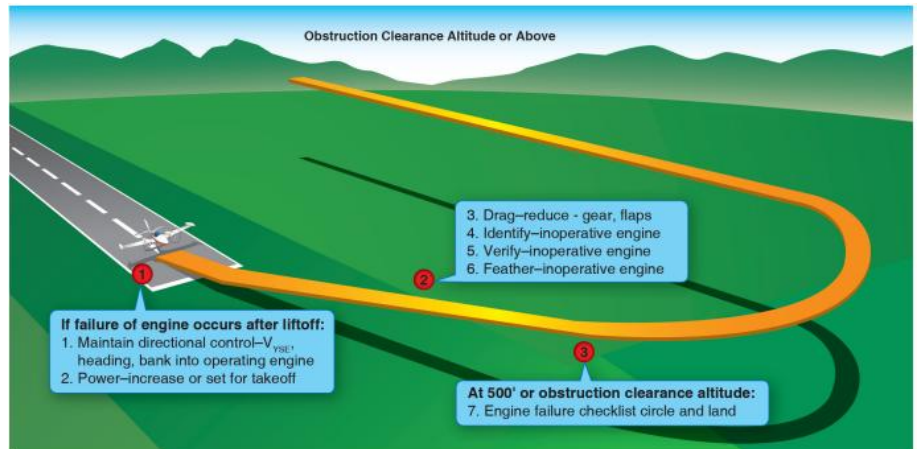 Obstruction Clearance Altitude or Above
1
If failure of engine occurs after liftoff:
1. Maintain directional control–VYSE,
heading, bank into operating engine
2. Power–increase or set for takeoff
2
3. Drag–reduce - gear, flaps
4. Identify–inoperative engine
5. Verify–inoperative engine
6. Feather–inoperative engine
3
At 500' or obstruction clearance altitude:
7. Engine failure checklist circle and land